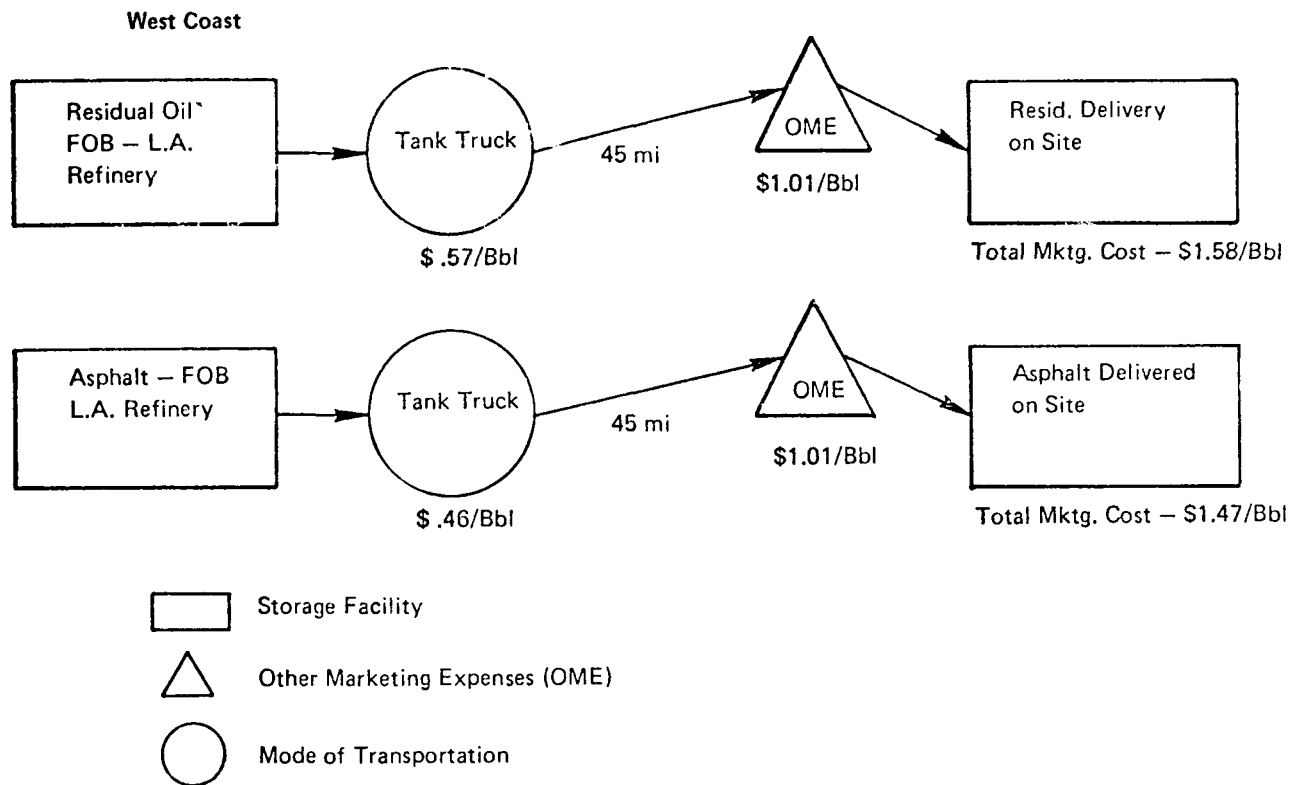 West Coast
Residual Oil`
FOB — L.A.
Refinery
Tank Truck
$ .57/Bbl
45 mi
OME
$1.01/Bbl
Resid. Delivery
on Site
Total Mktg. Cost — $1.58/Bbl
Asphalt — FOB
L.A. Refinery
Tank Truck
$ .46/Bbl
45 mi
OME
$1.01/Bbl
Asphalt Delivered
on Site
Total Mktg. Cost — $1.47/Bbl
Storage Facility
Other Marketing Expenses (OME)
Mode of Transportation